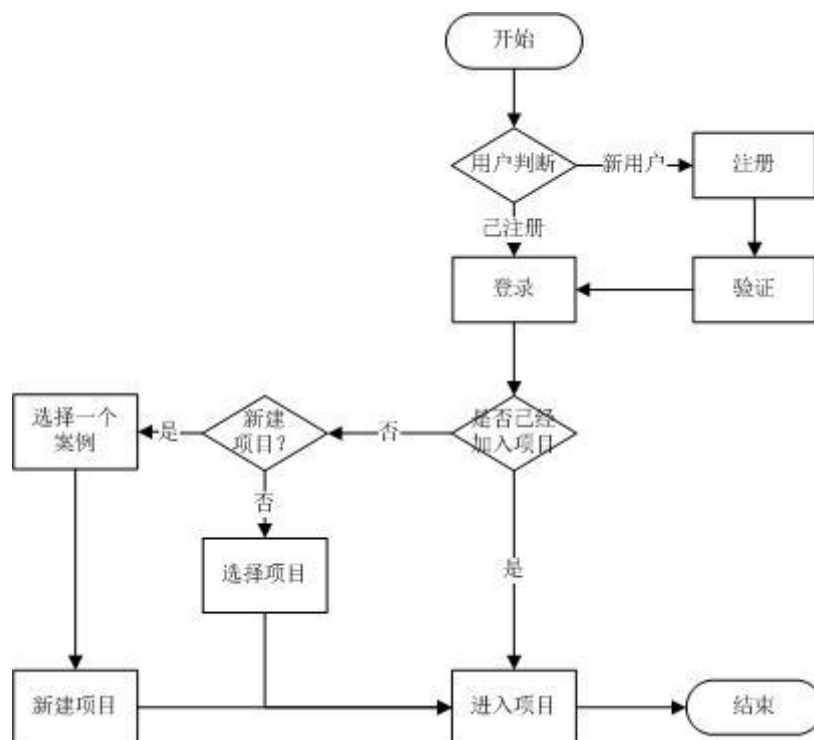 开始
用户判断
新用户
注册
己注册
登录
验证
选择一个
案例
是
新建
项目？
否
是否已经
加入项目
否
选择项目
是
新建项目
进入项目
结束